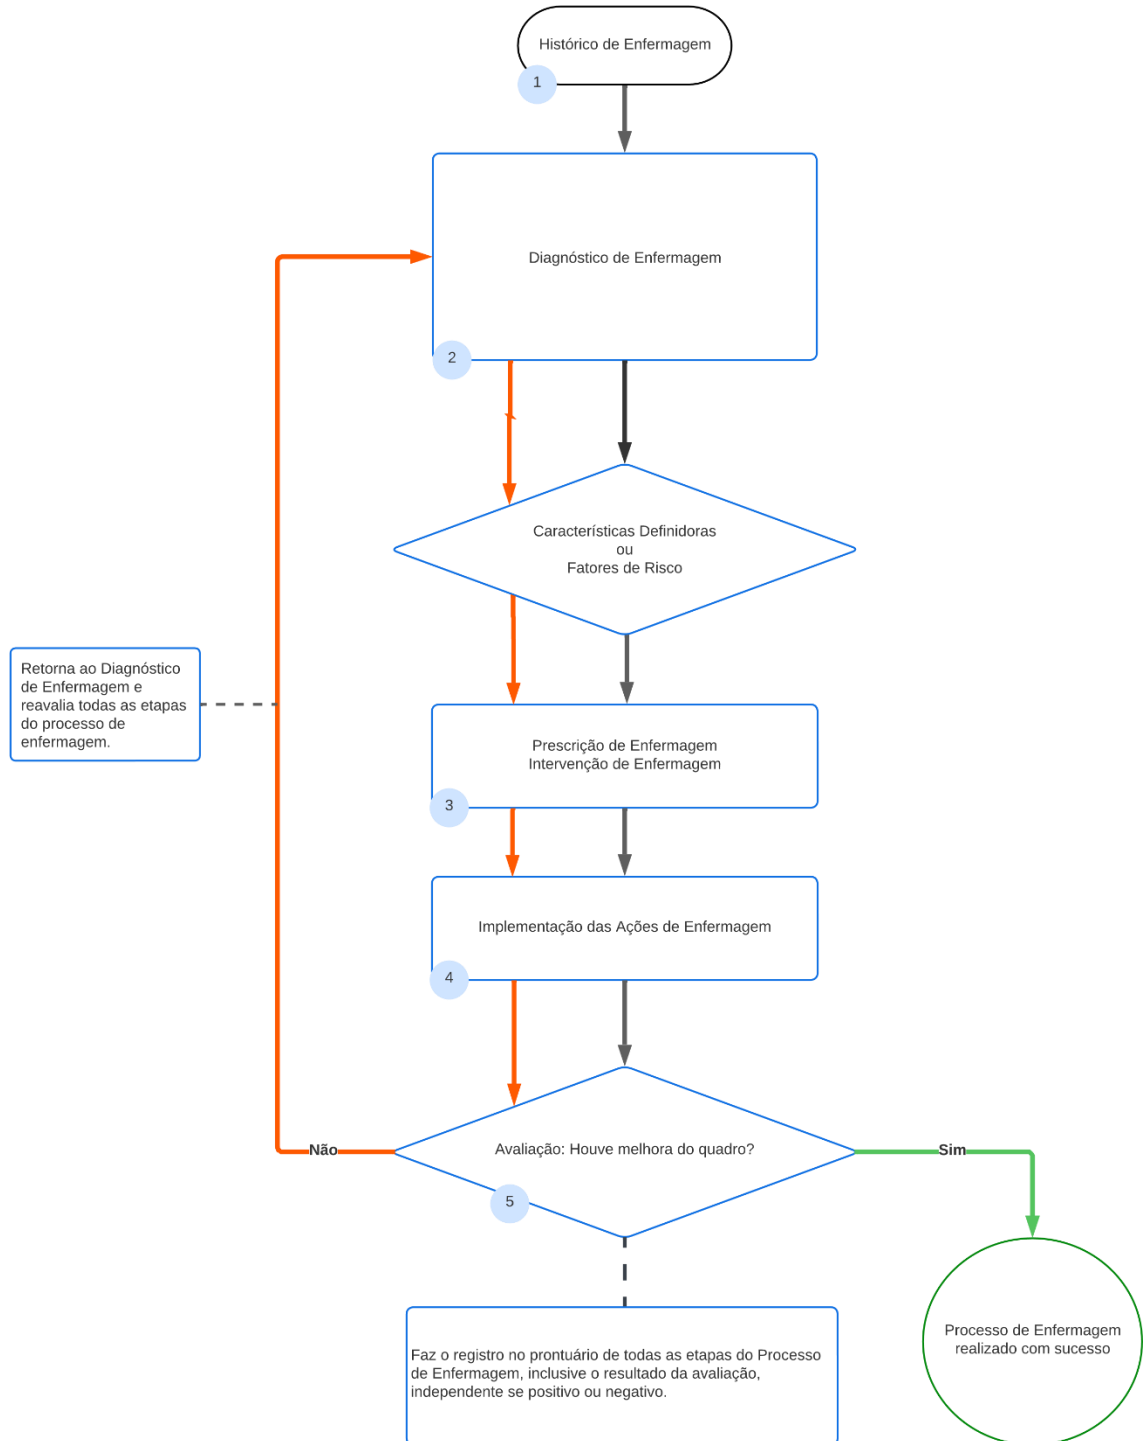 Histórico de Enfermagem
1
Diagnóstico de Enfermagem
2
Características Definidoras
ou
Fatores de Risco
Retorna ao Diagnóstico
de Enfermagem e
reavalia todas as etapas
do processo de
enfermagem.
Prescrição de Enfermagem
Intervenção de Enfermagem
3
Implementação das Ações de Enfermagem
4
Não
Avaliação: Houve melhora do quadro?
Sim
5
Processo de Enfermagem
realizado com sucesso
Faz o registro no prontuário de todas as etapas do Processo
de Enfermagem, inclusive o resultado da avaliação,
independente se positivo ou negativo.